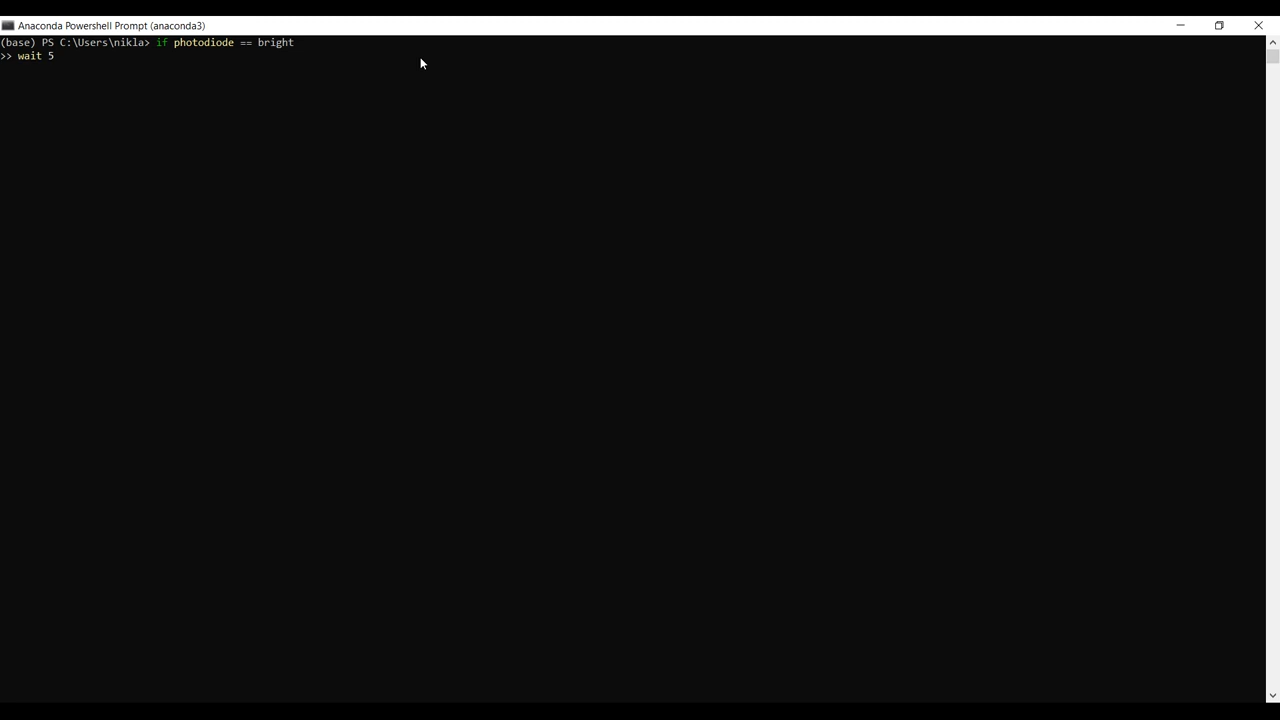 Anaconda Powershell Prompt (anaconda3)
(base) PS C:\Users\nikla> if photodiode == bright
>> wait 5